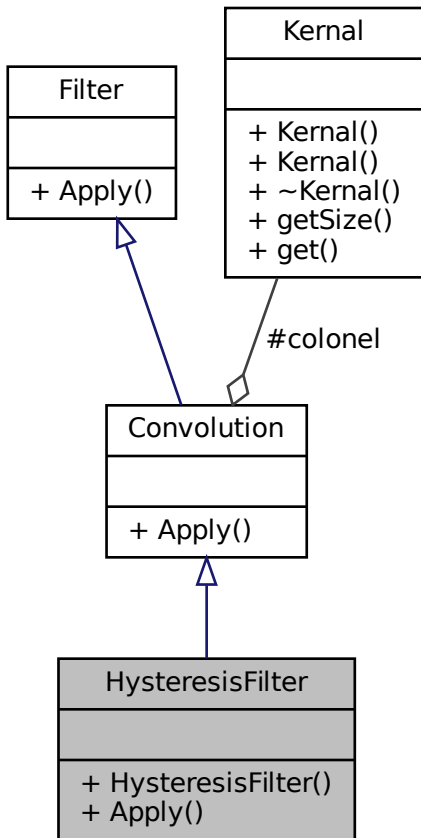 Kernal
+ Kernal()
+ Kernal()
+ ~Kernal()
+ getSize()
+ get()
Filter
+ Apply()
#colonel
Convolution
+ Apply()
HysteresisFilter
+ HysteresisFilter()
+ Apply()